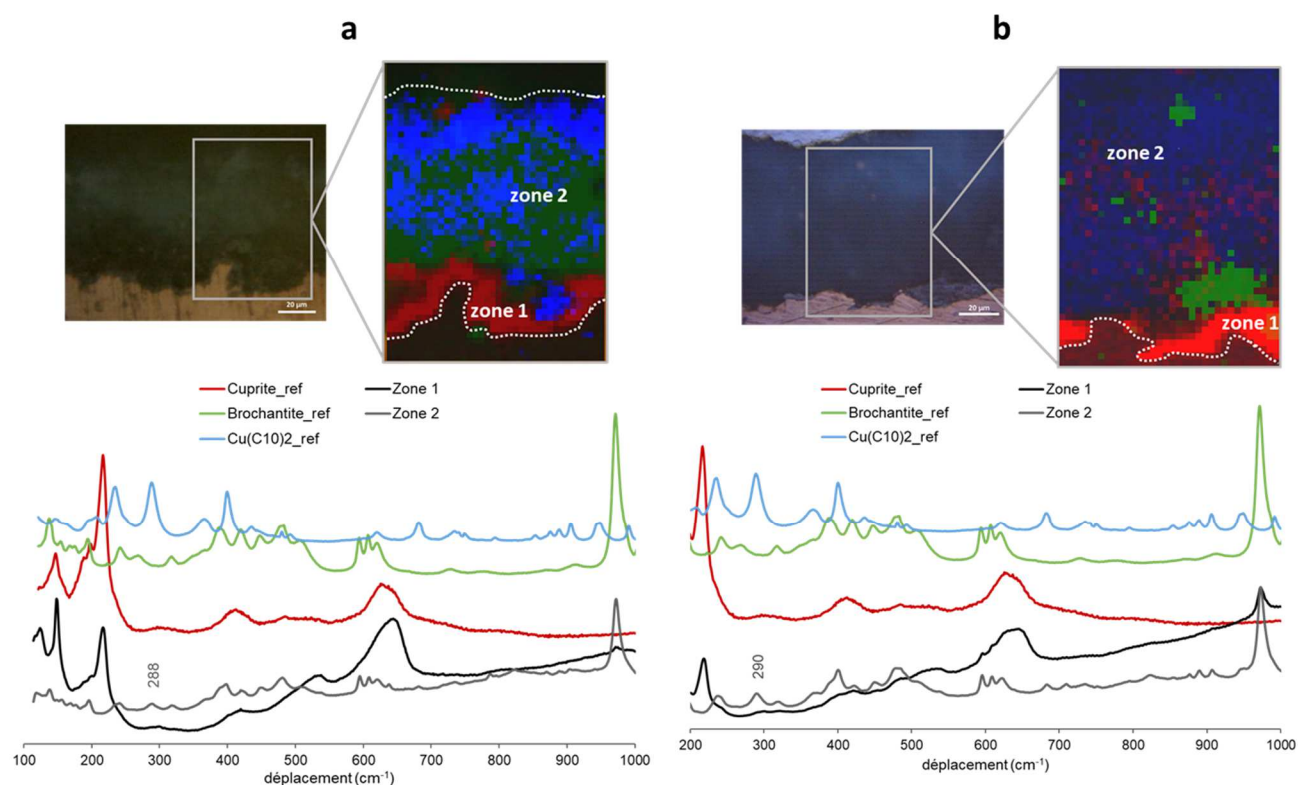 a
zone 2
zone 1
20 µm
Cuprite_ref
Zone 1
Brochantite_ref
Zone 2
Cu(C10)2_ref
288
100 200 300 400 500 600 700 800 900 1000
déplacement (cm⁻¹)
b
zone 2
zone 1
20 µm
Cuprite_ref
Zone 1
Brochantite_ref
Zone 2
Cu(C10)2_ref
290
200 300 400 500 600 700 800 900 1000
déplacement (cm⁻¹)